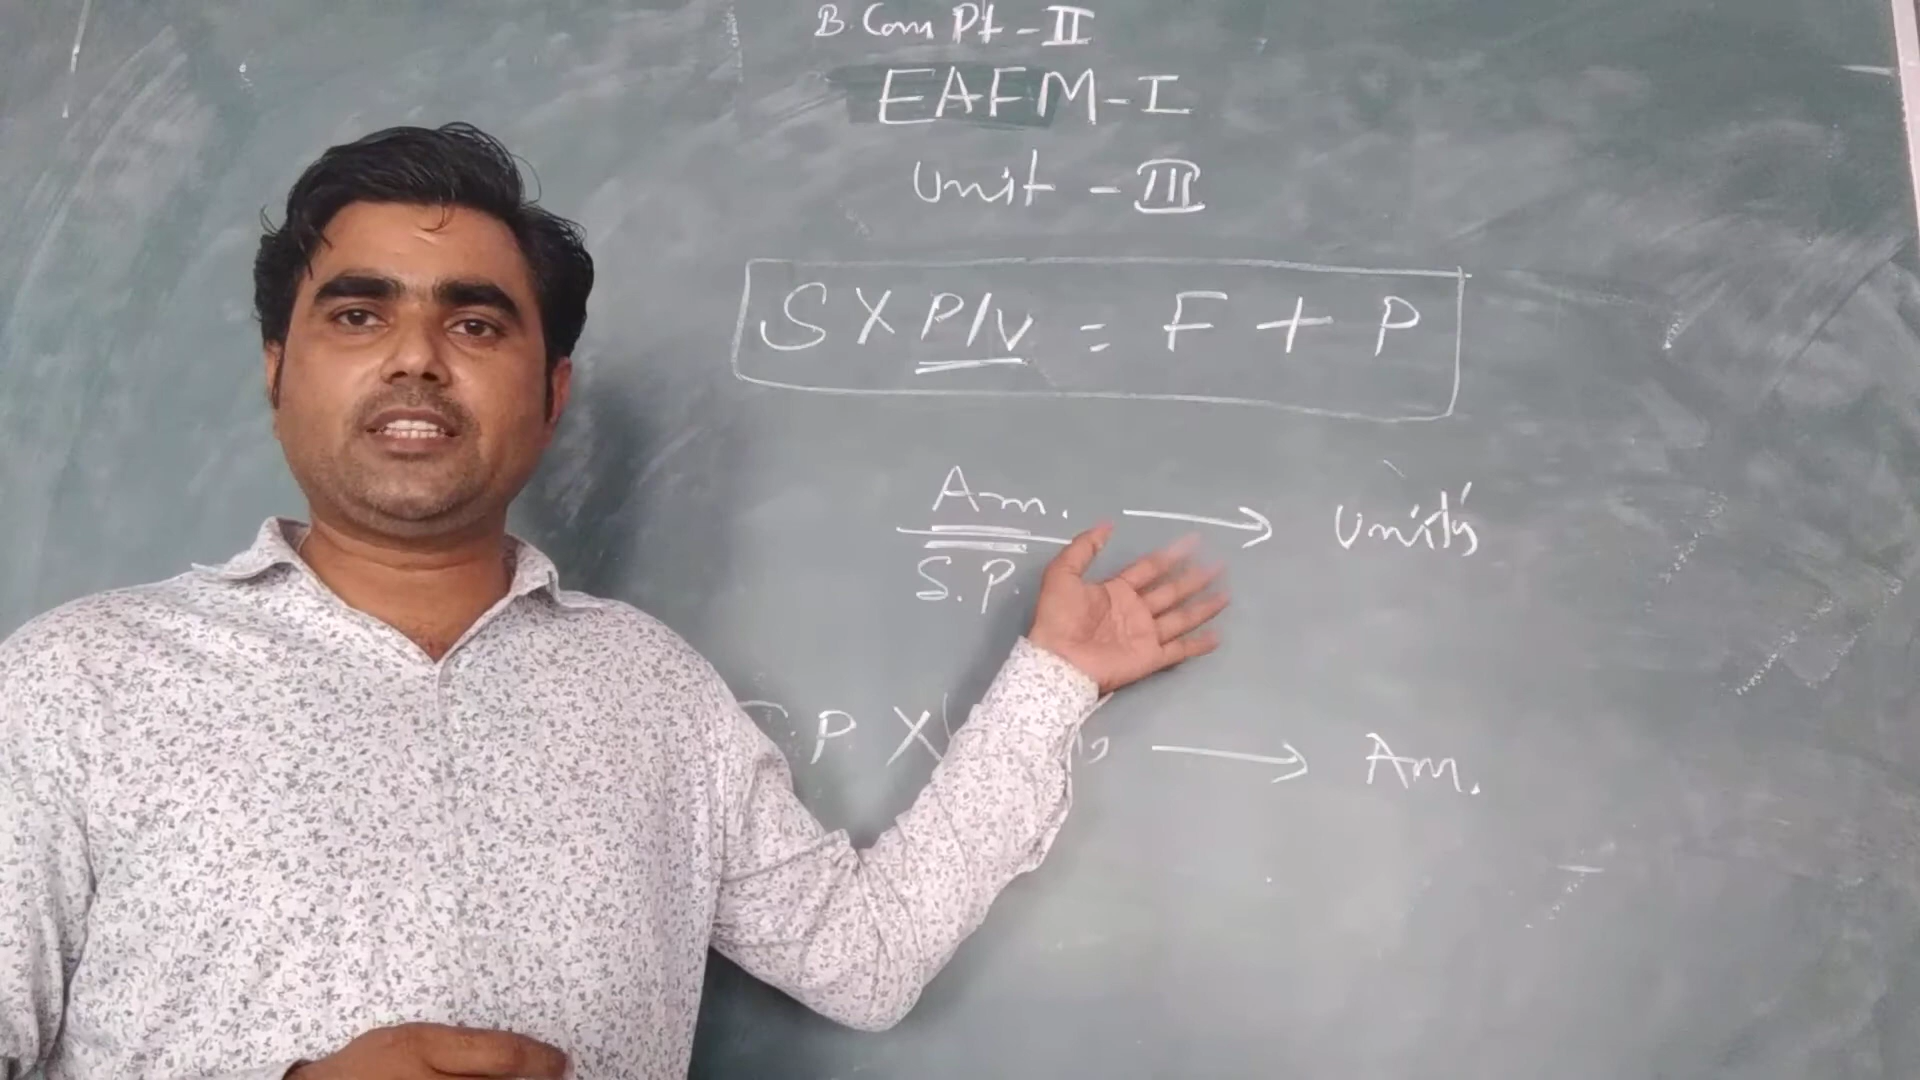 B. Com Pt - II
EAFM - I
Unit - III
S X P/V = F + P
Am. → Units
S.P.
P X → Am.